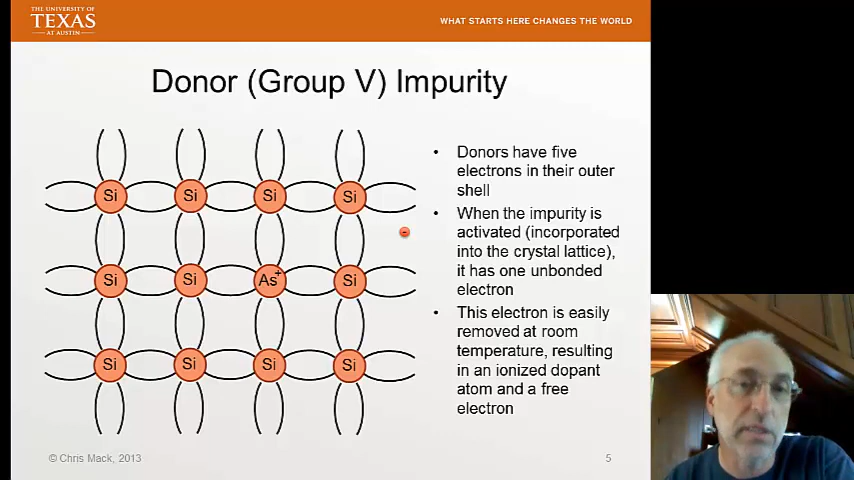 THE UNIVERSITY OF
TEXAS
AT AUSTIN
WHAT STARTS HERE CHANGES THE WORLD
Donor (Group V) Impurity
Si Si Si Si
Si Si As+ Si
Si Si Si Si
-
• Donors have five
electrons in their outer
shell
• When the impurity is
activated (incorporated
into the crystal lattice),
it has one unbonded
electron
• This electron is easily
removed at room
temperature, resulting
in an ionized dopant
atom and a free
electron
© Chris Mack, 2013
5